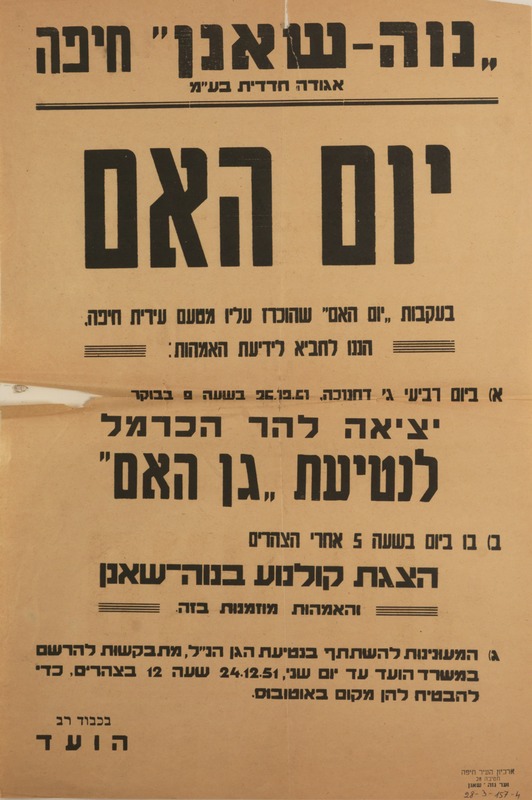 „נוה-שאנן" חיפה
אגודה הדדית בע"מ
יום האם
בעקבות „יום האם" שהוכרז עליו מטעם עירית חיפה,
הננו להביא לידיעת האמהות:
א) ביום רביעי ג' דחנוכה, 26.12.51 בשעה 9 בבוקר
יציאה להר הכרמל
לנטיעת „גן האם"
ב) בו ביום בשעה 5 אחרי הצהרים
הצגת קולנוע בנוה-שאנן
והאמהות מוזמנות בזה.
ג) המעונינות להשתתף בנטיעת הגן הנ"ל, מתבקשות להרשם
במשרד הועד עד יום שני, 24.12.51 שעה 12 בצהרים, כדי
להבטיח להן מקום באוטובוס.
בכבוד רב
הועד
ארכיון העיר חיפה
ועד נוה - שאנן
28-3-157-4